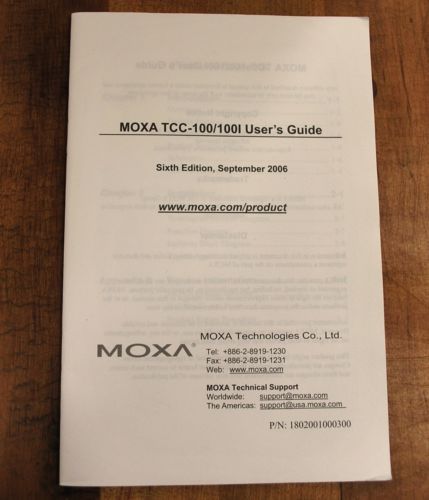 MOXA TCC-100/100I User's Guide
Sixth Edition, September 2006
www.moxa.com/product
MOXA Technologies Co., Ltd.
MOXA®
Tel: +886-2-8919-1230
Fax: +886-2-8919-1231
Web: www.moxa.com
MOXA Technical Support
Worldwide: support@moxa.com
The Americas: support@usa.moxa.com
P/N: 1802001000300